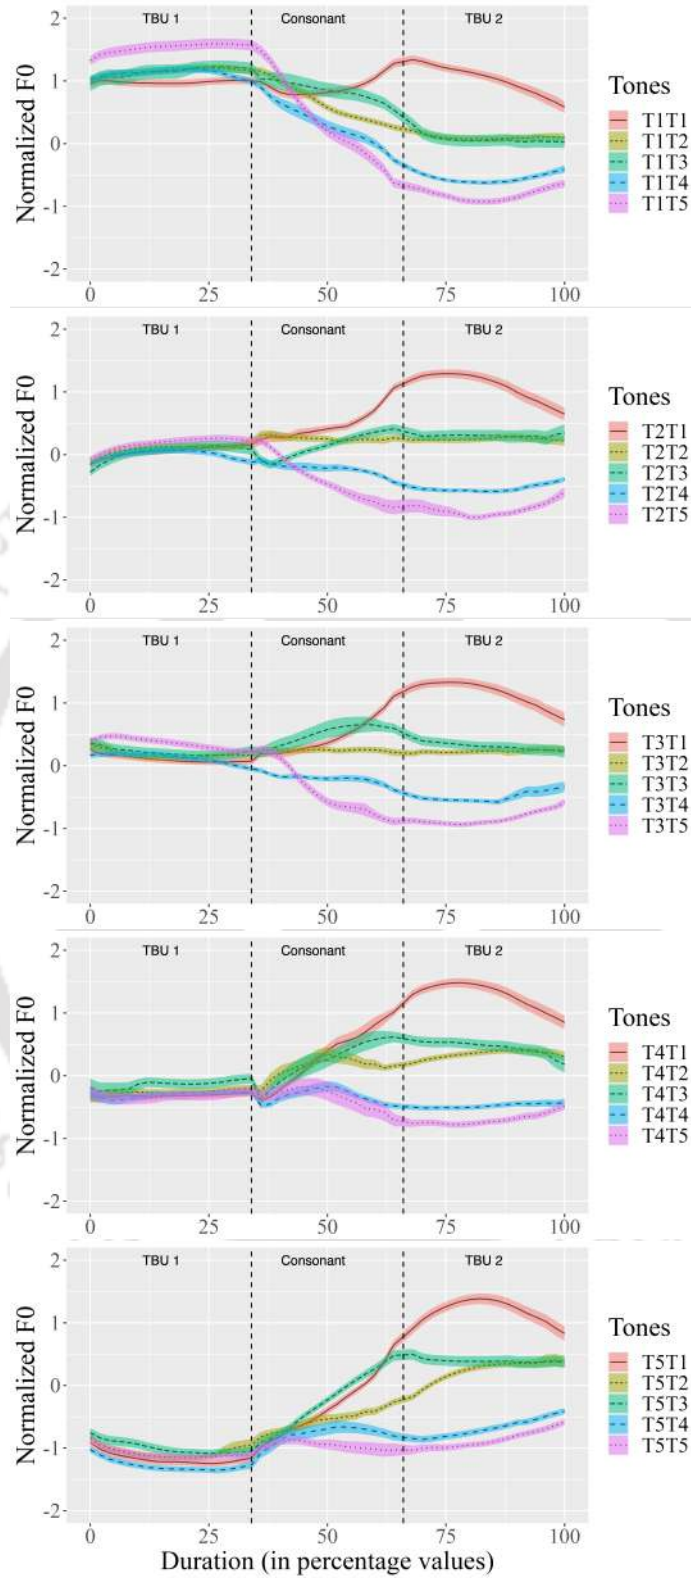 TBU 1 Consonant TBU 2
2
1
0
-1
-2
Normalized F0
0 25 50 75 100
Tones
T1T1
T1T2
T1T3
T1T4
T1T5
TBU 1 Consonant TBU 2
2
1
0
-1
-2
Normalized F0
0 25 50 75 100
Tones
T2T1
T2T2
T2T3
T2T4
T2T5
TBU 1 Consonant TBU 2
2
1
0
-1
-2
Normalized F0
0 25 50 75 100
Tones
T3T1
T3T2
T3T3
T3T4
T3T5
TBU 1 Consonant TBU 2
2
1
0
-1
-2
Normalized F0
0 25 50 75 100
Tones
T4T1
T4T2
T4T3
T4T4
T4T5
TBU 1 Consonant TBU 2
2
1
0
-1
-2
Normalized F0
0 25 50 75 100
Tones
T5T1
T5T2
T5T3
T5T4
T5T5
Duration (in percentage values)